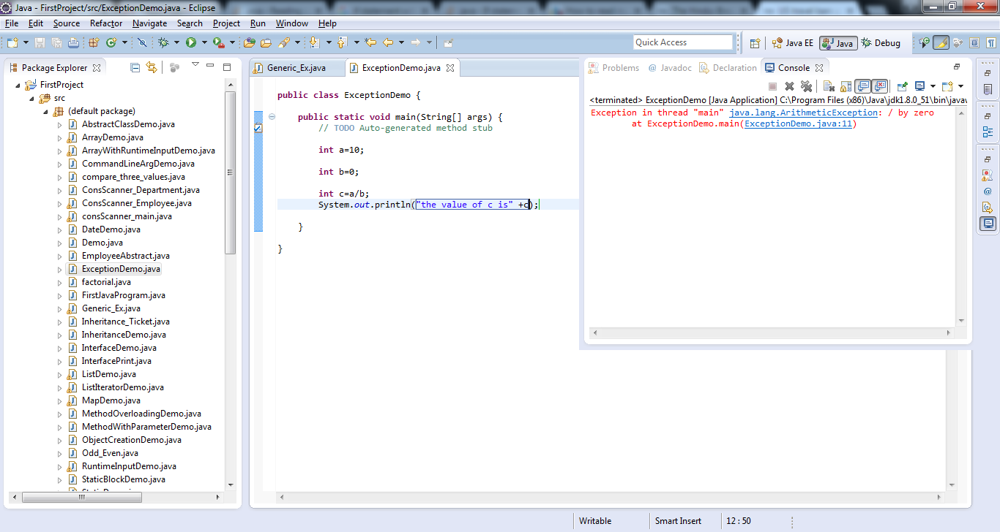 Java - FirstProject/src/ExceptionDemo.java - Eclipse
File Edit Source Refactor Navigate Search Project Run Window Help
Quick Access
Java EE
Java
Debug
Package Explorer
FirstProject
src
(default package)
AbstractClassDemo.java
ArrayDemo.java
ArrayWithRuntimeInputDemo.java
CommandLineArgDemo.java
compare_three_values.java
ConsScanner_Department.java
ConsScanner_Employee.java
consScanner_main.java
DateDemo.java
Demo.java
EmployeeAbstract.java
ExceptionDemo.java
factorial.java
FirstJavaProgram.java
Generic_Ex.java
Inheritance_Ticket.java
InheritanceDemo.java
InterfaceDemo.java
InterfacePrint.java
ListDemo.java
ListIteratorDemo.java
MapDemo.java
MethodOverloadingDemo.java
MethodWithParameterDemo.java
ObjectCreationDemo.java
Odd_Even.java
RuntimeInputDemo.java
StaticBlockDemo.java
Generic_Ex.java
ExceptionDemo.java
public class ExceptionDemo {
public static void main(String[] args) {
// TODO Auto-generated method stub
int a=10;
int b=0;
int c=a/b;
System.out.println("the value of c is" +c);
}
}
Problems @ Javadoc Declaration Console
<terminated> ExceptionDemo [Java Application] C:\Program Files (x86)\Java\jdk1.8.0_51\bin\javaw
Exception in thread "main" java.lang.ArithmeticException: / by zero
at ExceptionDemo.main(ExceptionDemo.java:11)
Writable
Smart Insert
12 : 50